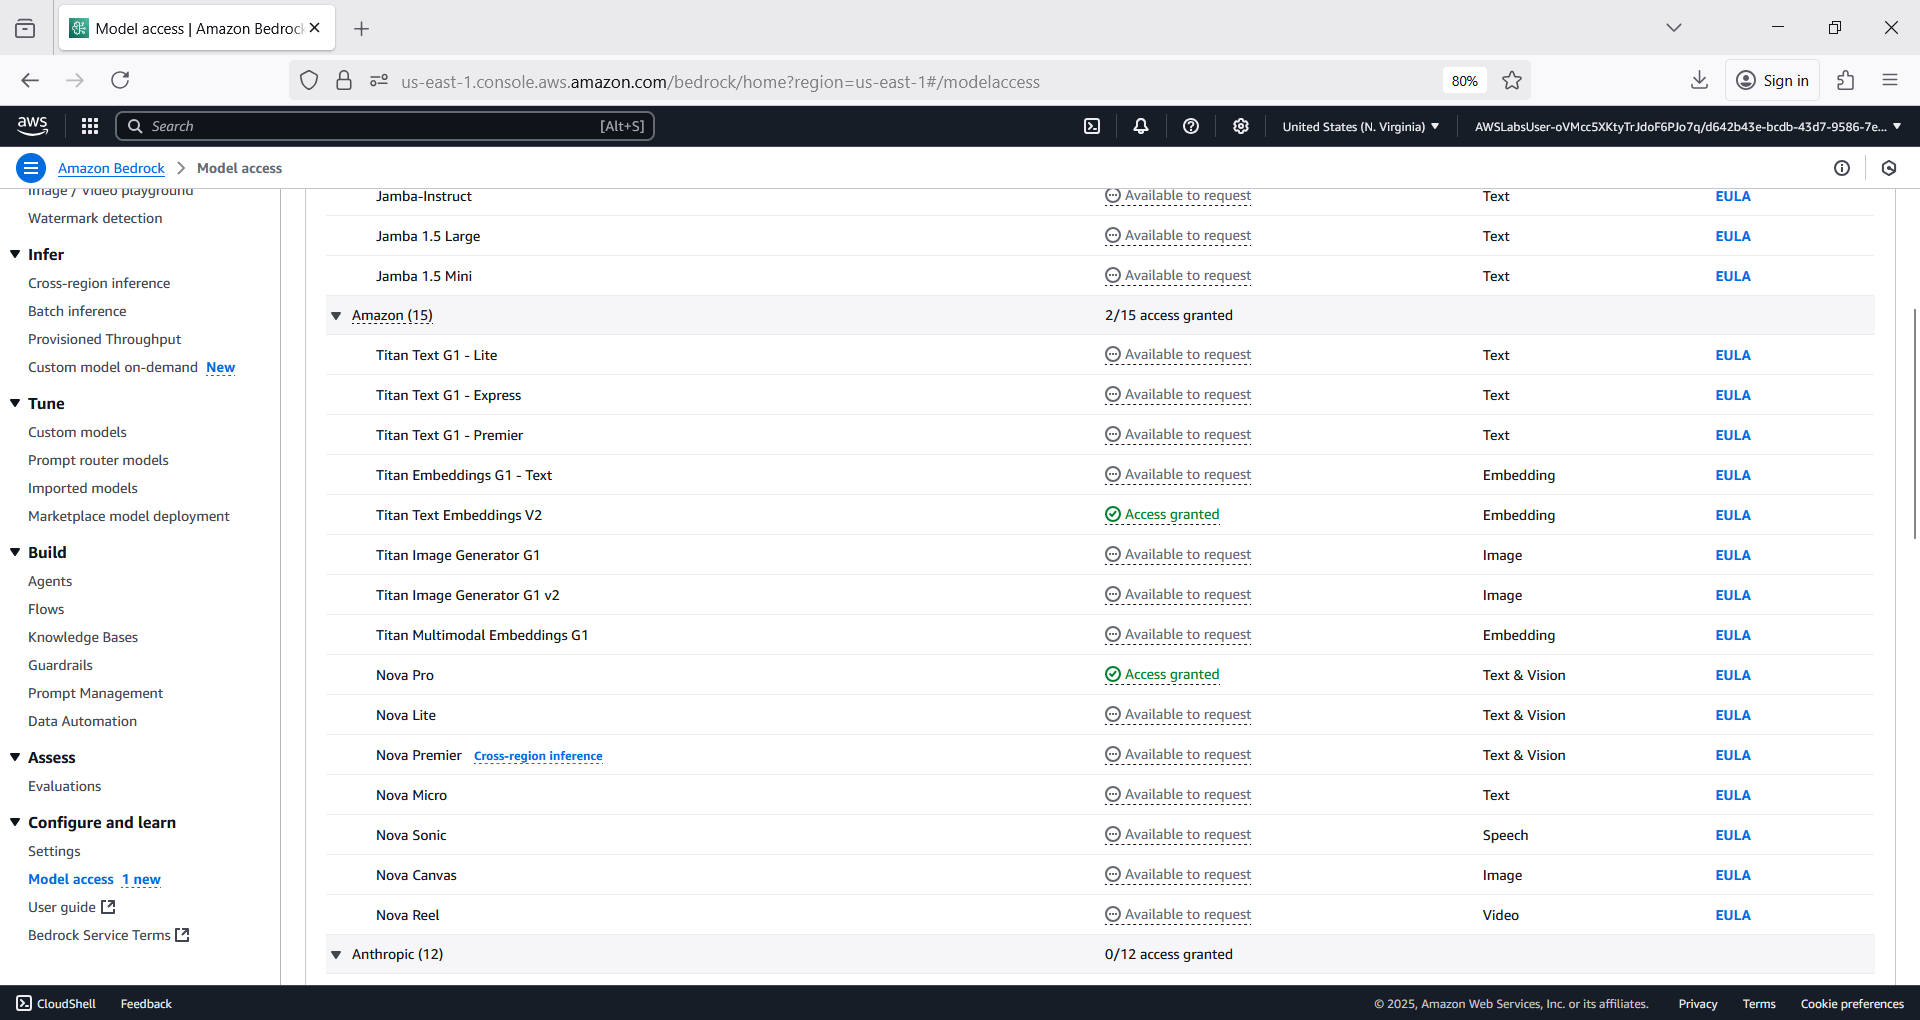 Model access | Amazon Bedroc
us-east-1.console.aws.amazon.com/bedrock/home?region=us-east-1#/modelaccess
80%
Sign in
aws
Search
[Alt+S]
United States (N. Virginia)
AWSLabsUser-oVMcc5XKtyTrJdoF6PJo7q/d642b43e-bcdb-43d7-9586-7e...
Amazon Bedrock
Model access
Image / Video playground
Watermark detection
Infer
Cross-region inference
Batch inference
Provisioned Throughput
Custom model on-demand New
Tune
Custom models
Prompt router models
Imported models
Marketplace model deployment
Build
Agents
Flows
Knowledge Bases
Guardrails
Prompt Management
Data Automation
Assess
Evaluations
Configure and learn
Settings
Model access 1 new
User guide
Bedrock Service Terms
Jamba-Instruct Available to request Text EULA
Jamba 1.5 Large Available to request Text EULA
Jamba 1.5 Mini Available to request Text EULA
Amazon (15) 2/15 access granted
Titan Text G1 - Lite Available to request Text EULA
Titan Text G1 - Express Available to request Text EULA
Titan Text G1 - Premier Available to request Text EULA
Titan Embeddings G1 - Text Available to request Embedding EULA
Titan Text Embeddings V2 Access granted Embedding EULA
Titan Image Generator G1 Available to request Image EULA
Titan Image Generator G1 v2 Available to request Image EULA
Titan Multimodal Embeddings G1 Available to request Embedding EULA
Nova Pro Access granted Text & Vision EULA
Nova Lite Available to request Text & Vision EULA
Nova Premier Cross-region inference Available to request Text & Vision EULA
Nova Micro Available to request Text EULA
Nova Sonic Available to request Speech EULA
Nova Canvas Available to request Image EULA
Nova Reel Available to request Video EULA
Anthropic (12) 0/12 access granted
CloudShell
Feedback
© 2025, Amazon Web Services, Inc. or its affiliates.
Privacy
Terms
Cookie preferences